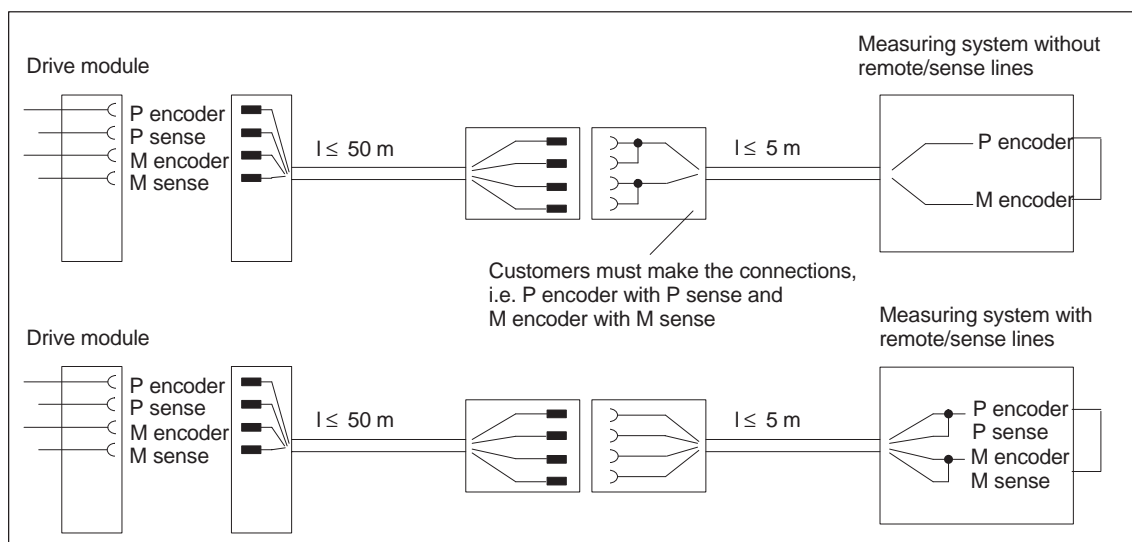 Measuring system without
remote/sense lines
Drive module
P encoder
P sense
M encoder
M sense
l ≤ 50 m
l ≤ 5 m
P encoder
M encoder
Customers must make the connections,
i.e. P encoder with P sense and
M encoder with M sense
Measuring system with
remote/sense lines
Drive module
P encoder
P sense
M encoder
M sense
l ≤ 50 m
l ≤ 5 m
P encoder
P sense
M encoder
M sense